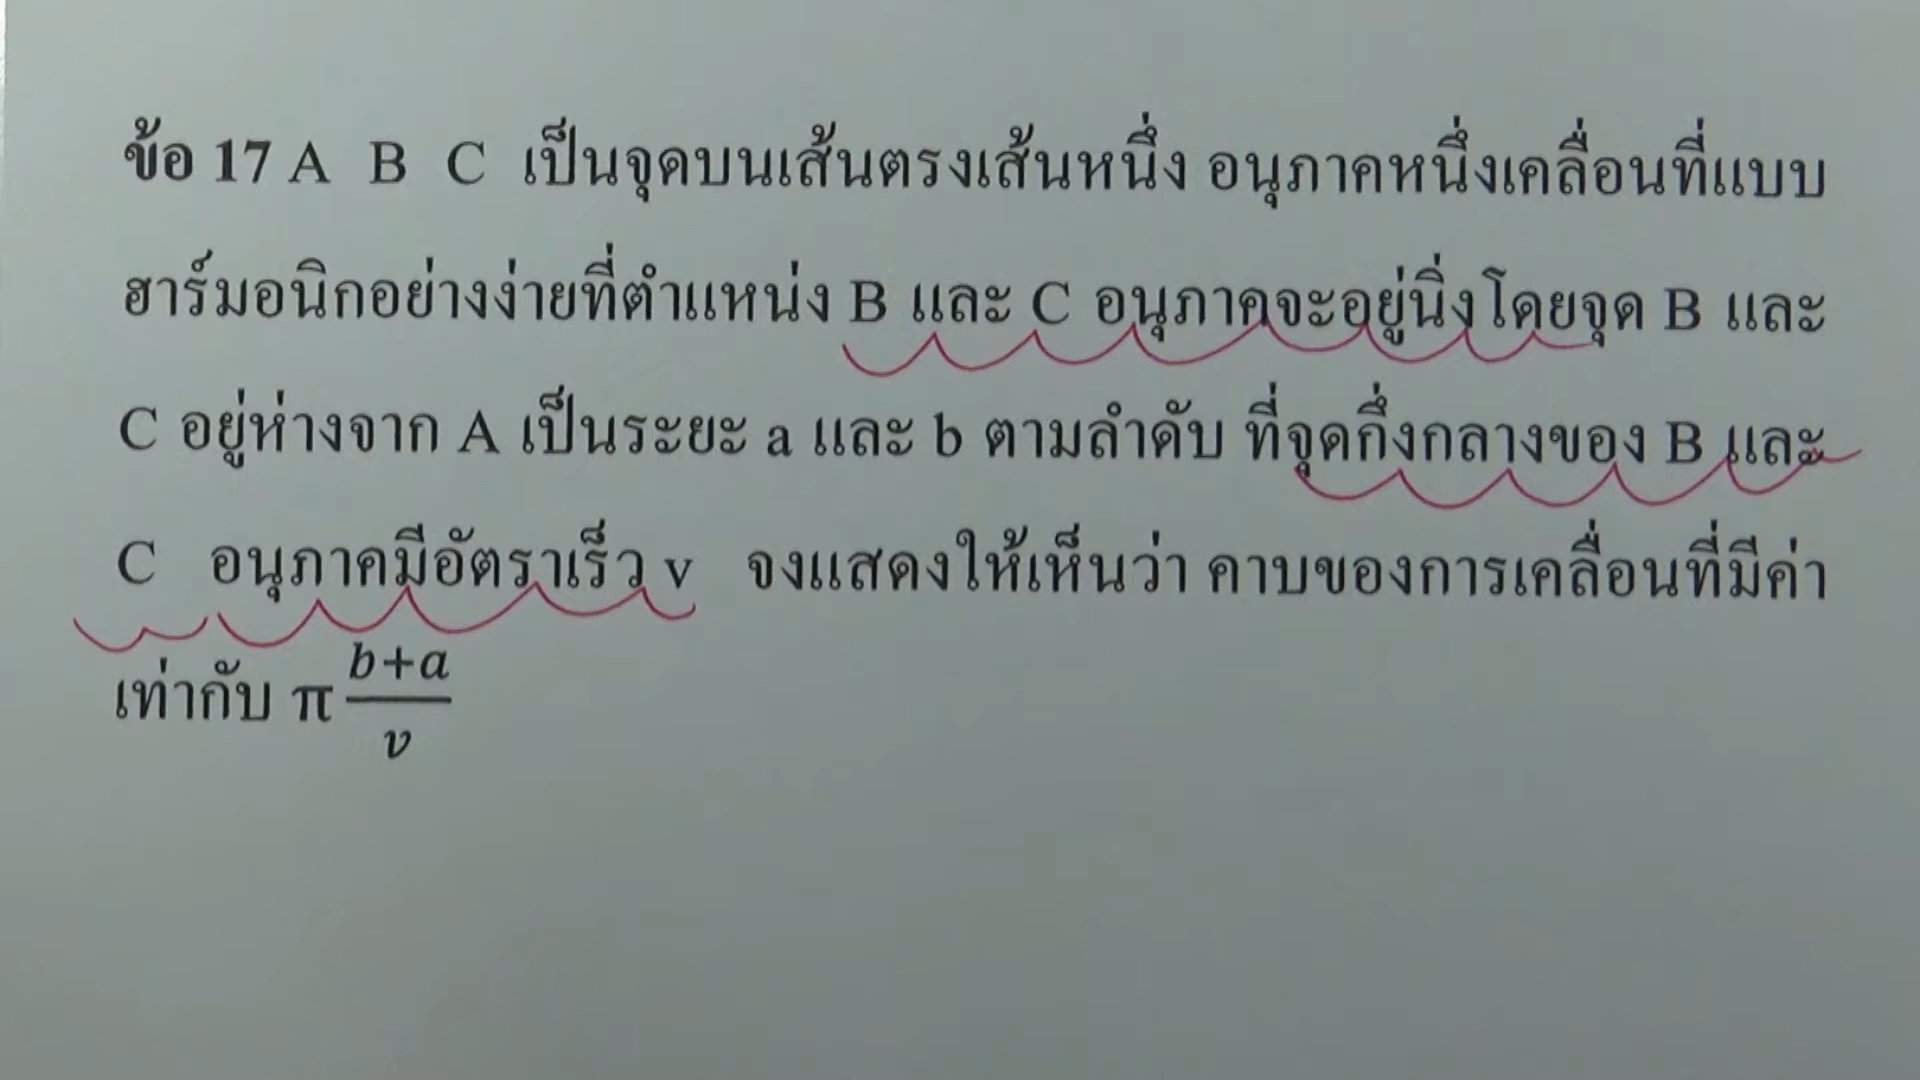 ข้อ 17 A B C เป็นจุดบนเส้นตรงเส้นหนึ่ง อนุภาคหนึ่งเคลื่อนที่แบบ
ฮาร์มอนิกอย่างง่ายที่ตำแหน่ง B และ C อนุภาคจะอยู่นิ่งโดยจุด B และ
C อยู่ห่างจาก A เป็นระยะ a และ b ตามลำดับ ที่จุดกึ่งกลางของ B และ
C อนุภาคมีอัตราเร็ว v จงแสดงให้เห็นว่า คาบของการเคลื่อนที่มีค่า
เท่ากับ π (b+a)/v